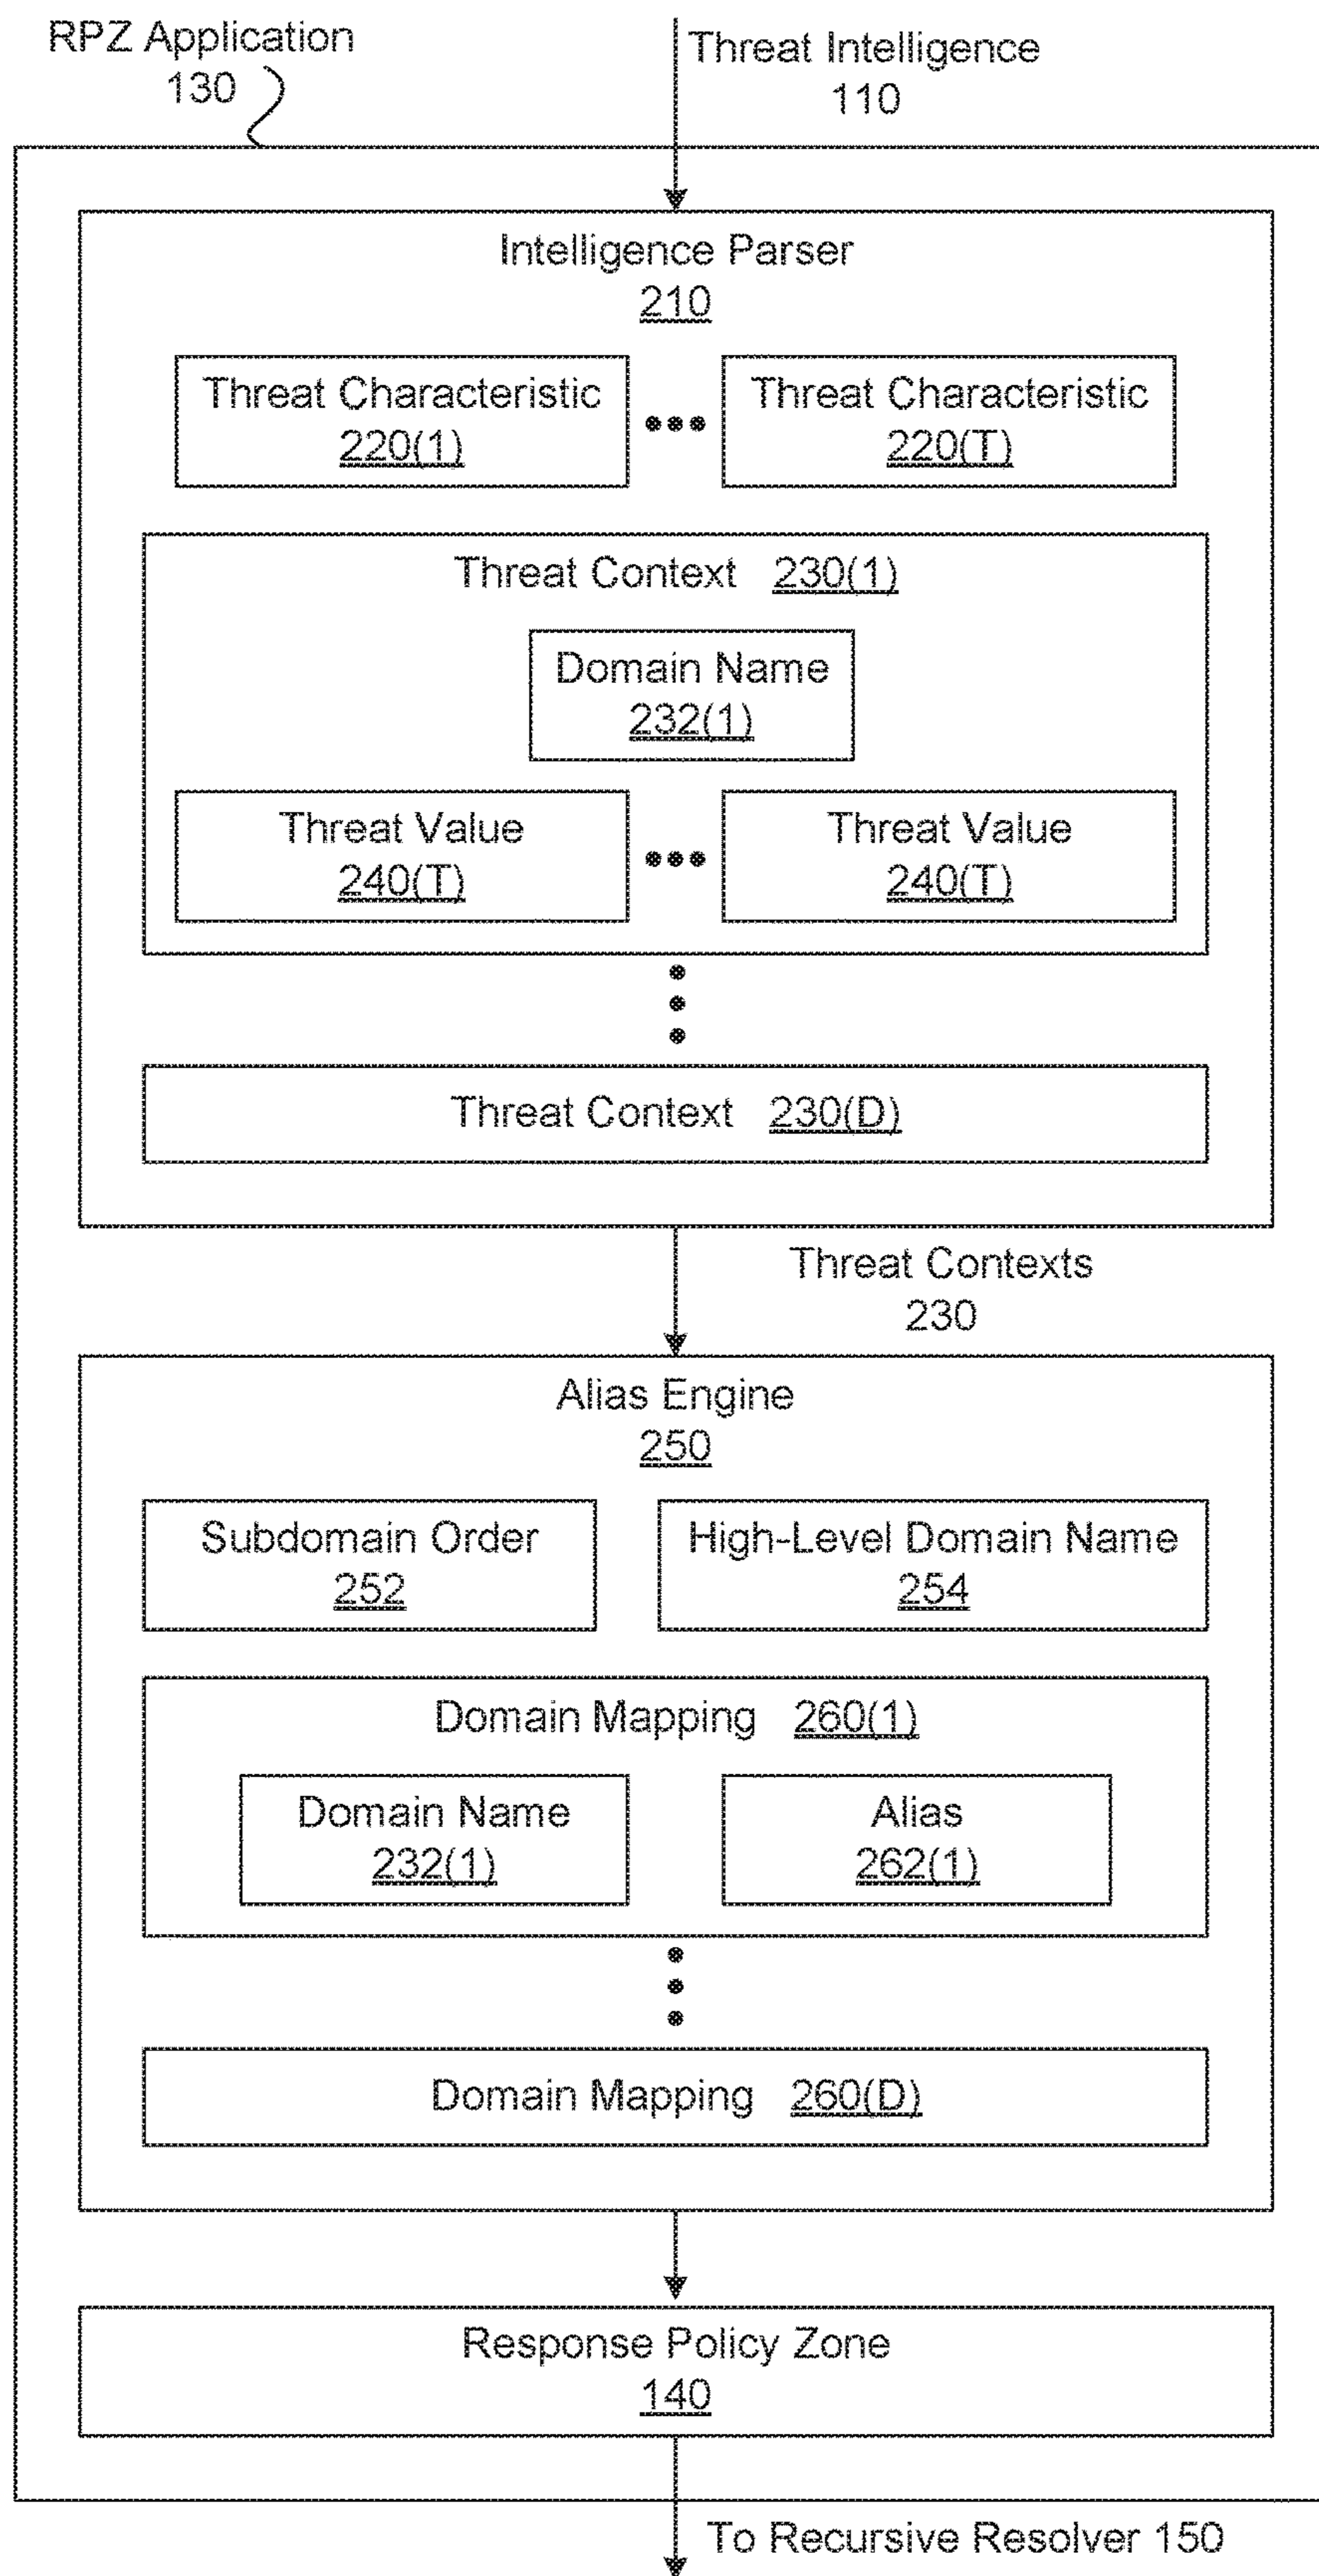 RPZ Application
130
Threat Intelligence
110
Intelligence Parser
210
Threat Characteristic
220(1)
Threat Characteristic
220(T)
Threat Context 230(1)
Domain Name
232(1)
Threat Value
240(T)
Threat Value
240(T)
Threat Context 230(D)
Threat Contexts
230
Alias Engine
250
Subdomain Order
252
High-Level Domain Name
254
Domain Mapping 260(1)
Domain Name
232(1)
Alias
262(1)
Domain Mapping 260(D)
Response Policy Zone
140
To Recursive Resolver 150